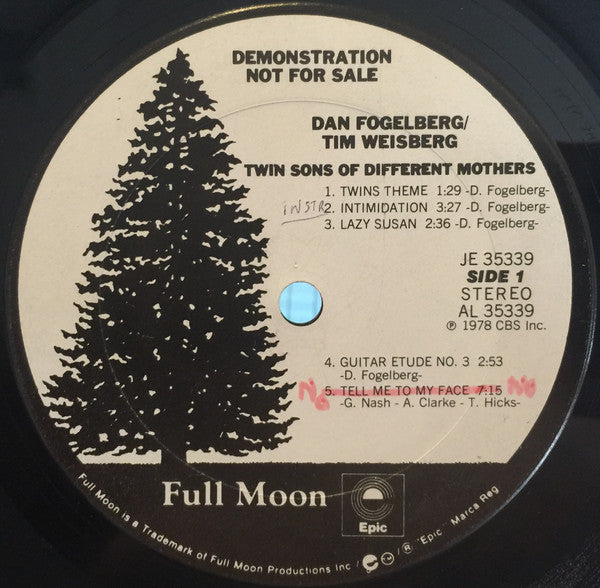 DEMONSTRATION
NOT FOR SALE
DAN FOGELBERG/
TIM WEISBERG
TWIN SONS OF DIFFERENT MOTHERS
1. TWINS THEME 1:29 -D. Fogelberg-
INSTR
2. INTIMIDATION 3:27 -D. Fogelberg-
3. LAZY SUSAN 2:36 -D. Fogelberg-
JE 35339
SIDE 1
STEREO
AL 35339
℗ 1978 CBS Inc.
4. GUITAR ETUDE NO. 3 2:53
-D. Fogelberg-
NG 5. TELL ME TO MY FACE 7:15 NG
-G. Nash - A. Clarke - T. Hicks-
Full Moon
Epic
Full Moon is a Trademark of Full Moon Productions Inc / e TM / ® "Epic" Marca Reg